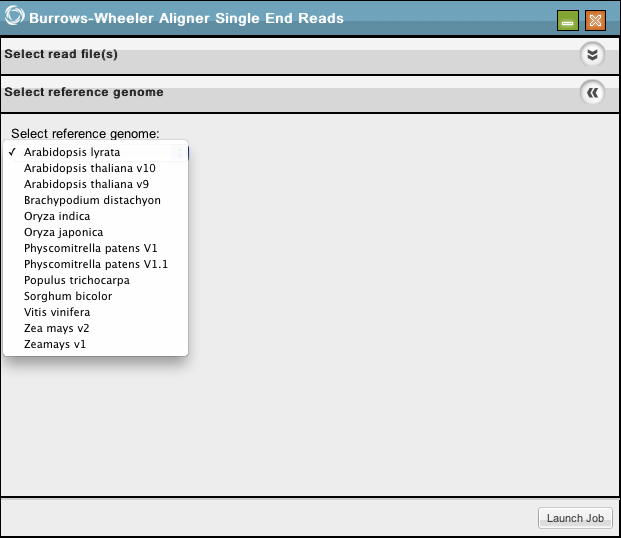 Burrows-Wheeler Aligner Single End Reads
Select read file(s)
Select reference genome
Select reference genome:
✓ Arabidopsis lyrata
Arabidopsis thaliana v10
Arabidopsis thaliana v9
Brachypodium distachyon
Oryza indica
Oryza japonica
Physcomitrella patens V1
Physcomitrella patens V1.1
Populus trichocarpa
Sorghum bicolor
Vitis vinifera
Zea mays v2
Zeamays v1
Launch Job